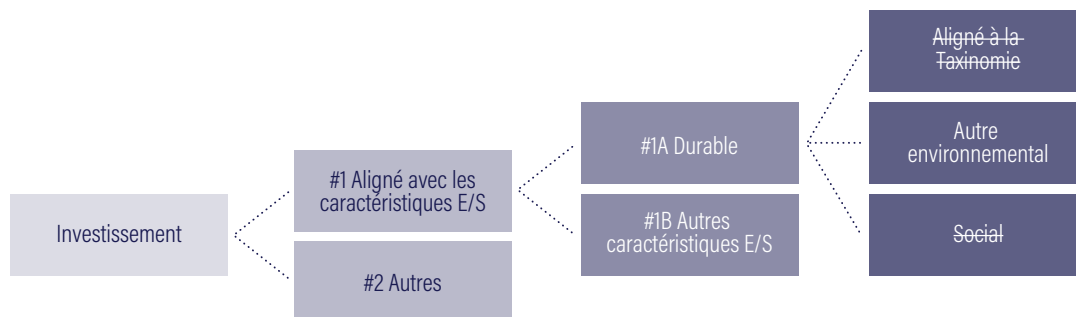 Investissement
#1 Aligné avec les
caractéristiques E/S
#2 Autres
#1A Durable
#1B Autres
caractéristiques E/S
Aligné à la
Taxinomie
Autre
environnemental
Social